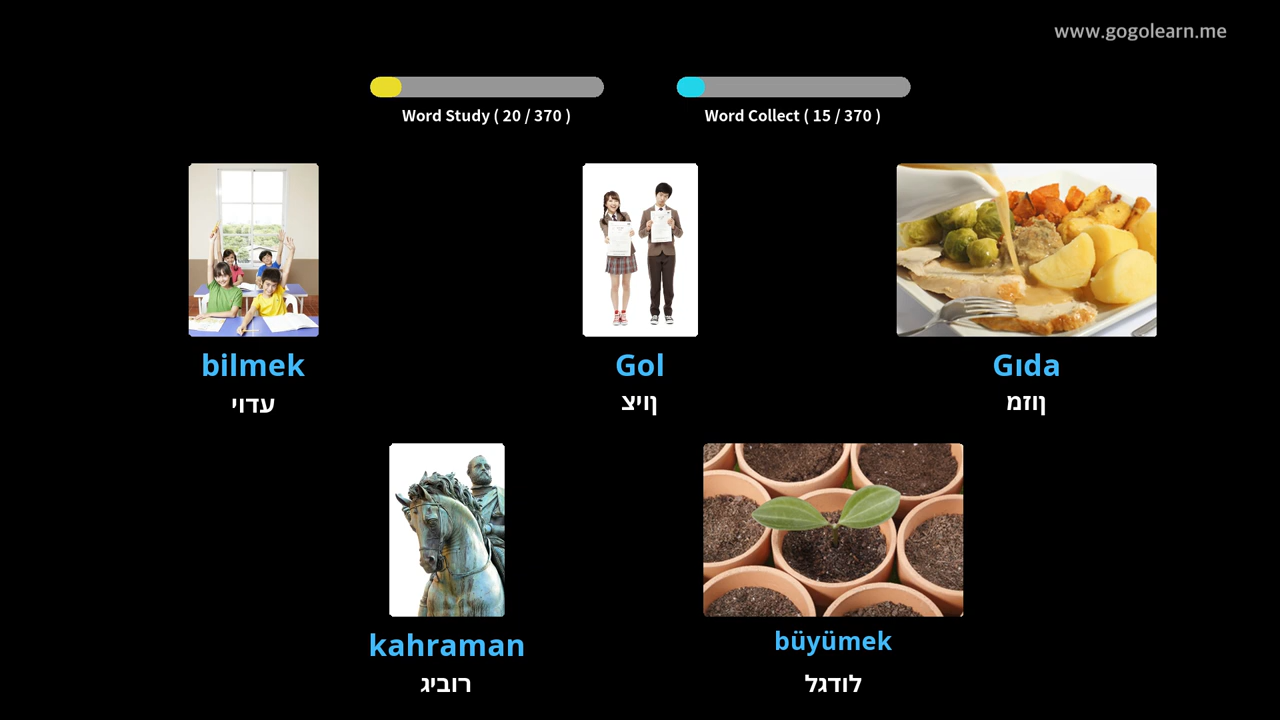 www.gogolearn.me
Word Study ( 20 / 370 )
Word Collect ( 15 / 370 )
bilmek
עדוי
Gol
ןויצ
Gıda
ןוזמ
kahraman
רוביג
büyümek
לודגל